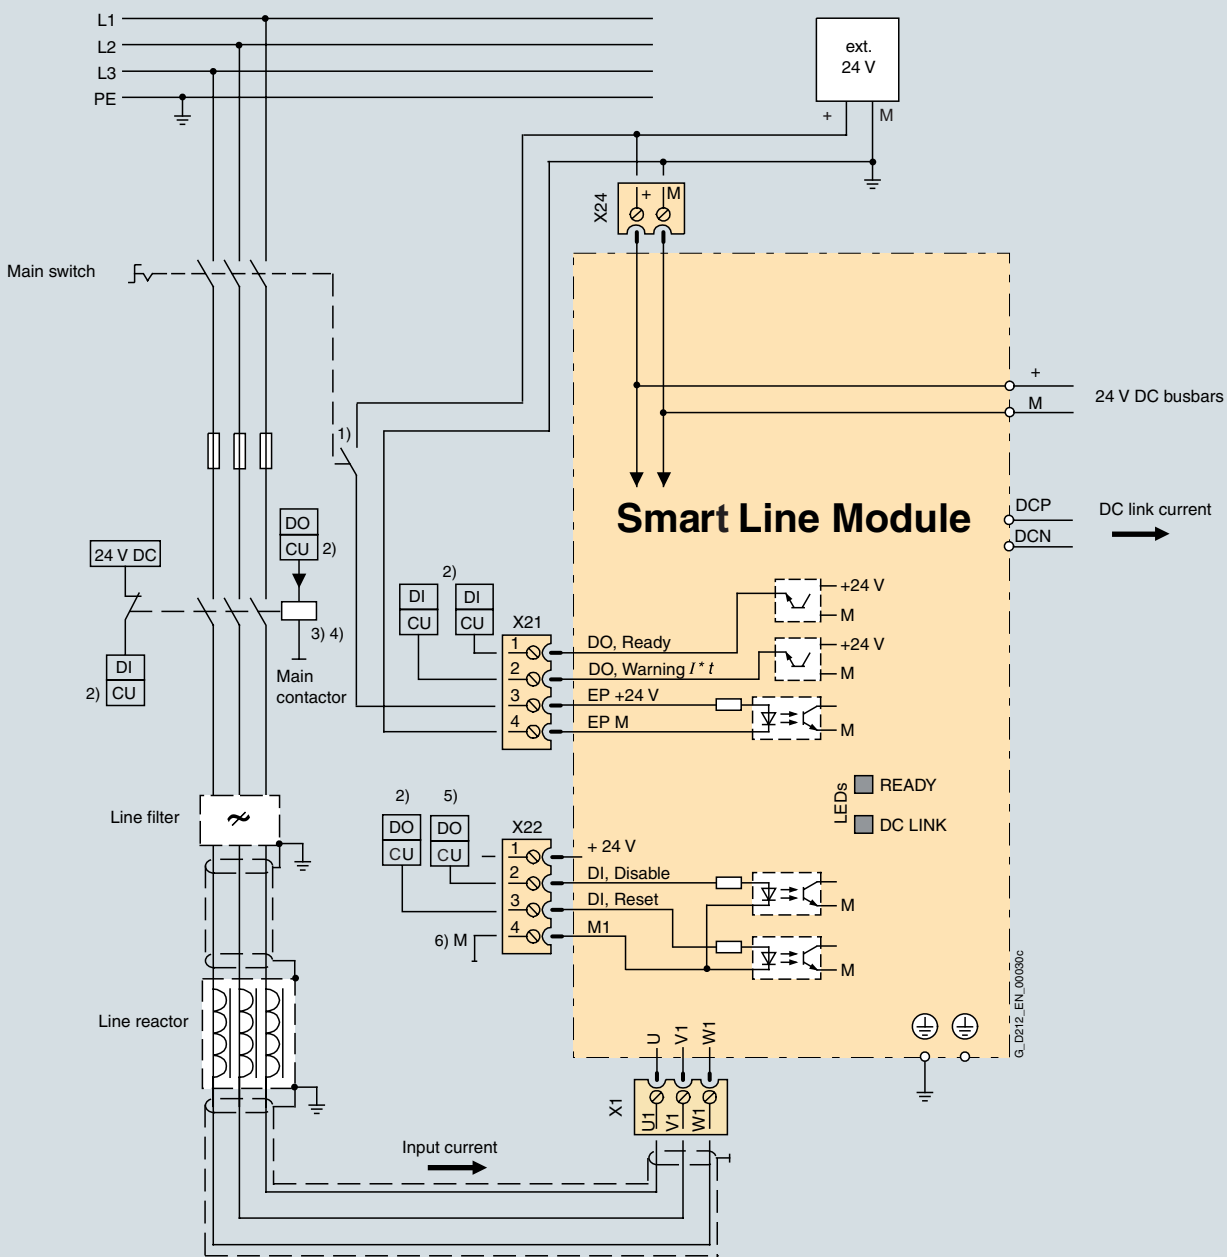 L1
L2
L3
PE
ext.
24 V
+ M
X24
+ M
Main switch
+
M
24 V DC busbars
1)
Smart Line Module
DCP
DCN
DC link current
DO
CU 2)
24 V DC
3) 4)
Main
contactor
DI
2) CU
2)
DI DI
CU CU
X21
1
2
3
4
DO, Ready
DO, Warning I * t
EP +24 V
EP M
+24 V
M
+24 V
M
M
LEDs
READY
DC LINK
Line filter
2) 5)
DO DO
CU CU
X22
1
2
3
4
+ 24 V
DI, Disable
DI, Reset
M1
6) M
M
M
Line reactor
G_D212_EN_00030c
U V1 W1
X1
U1 V1 W1
Input current